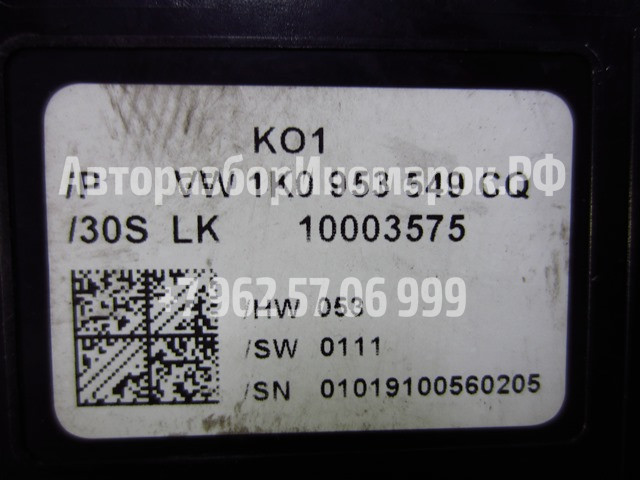 KO1
/P VW 1K0 953 549 CQ
АвторазборИномарок.РФ
/30S LK 10003575
+7 962 57 06 999
/HW 053
/SW 0111
/SN 01019100560205